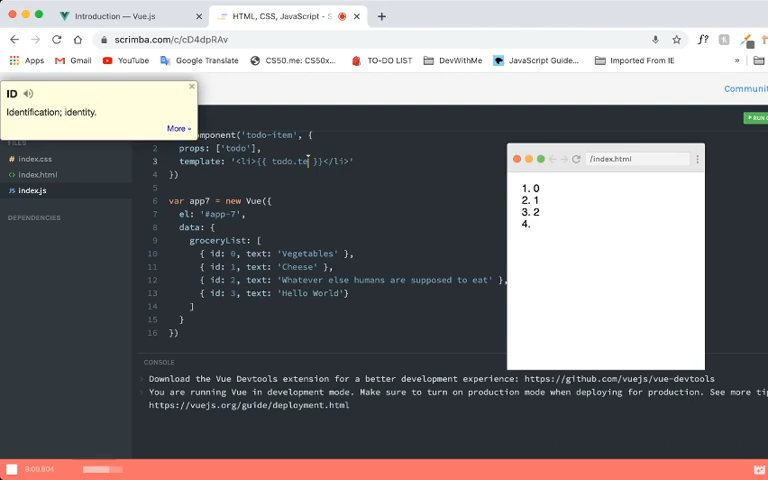 Introduction — Vue.js
HTML, CSS, JavaScript - S
scrimba.com/c/cD4dpRAv
Apps
Gmail
YouTube
Google Translate
CS50.me: CS50x...
TO-DO LIST
DevWithMe
JavaScript Guide...
Imported From IE
»
ID
Identification; identity.
More »
Communit
FILES
index.css
index.html
index.js
DEPENDENCIES
RUN
omponent('todo-item', {
2 props: ['todo'],
3 template: '<li>{{ todo.te }}</li>'
4 })
5
6 var app7 = new Vue({
7 el: '#app-7',
8 data: {
9 groceryList: [
10 { id: 0, text: 'Vegetables' },
11 { id: 1, text: 'Cheese' },
12 { id: 2, text: 'Whatever else humans are supposed to eat' },
13 { id: 3, text: 'Hello World'}
14 ]
15 }
16 })
/index.html
1. 0
2. 1
3. 2
4.
CONSOLE
Download the Vue Devtools extension for a better development experience: https://github.com/vuejs/vue-devtools
You are running Vue in development mode. Make sure to turn on production mode when deploying for production. See more tip
https://vuejs.org/guide/deployment.html